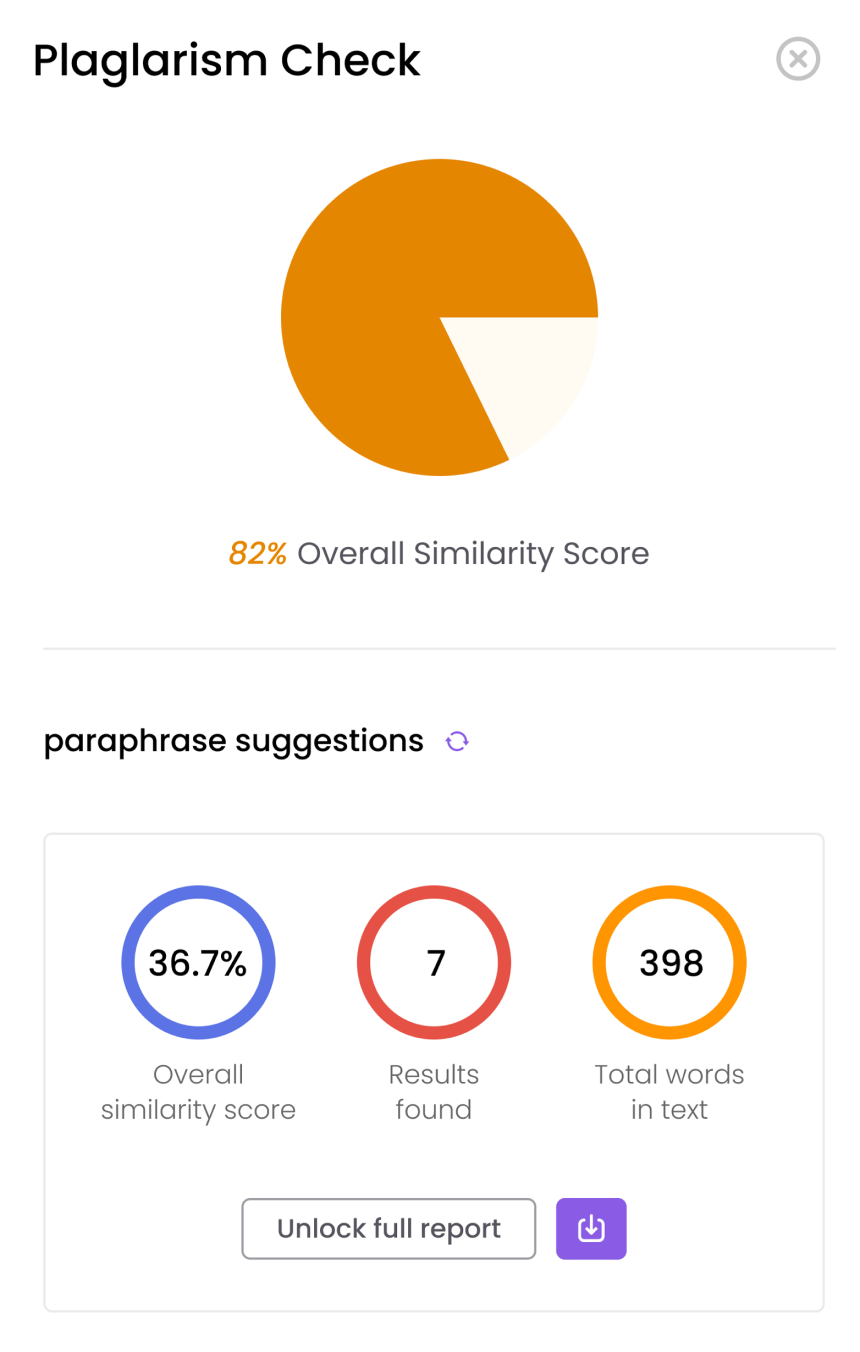 Plaglarism Check
82% Overall Similarity Score
paraphrase suggestions
36.7%
7
398
Overall
similarity score
Results
found
Total words
in text
Unlock full report